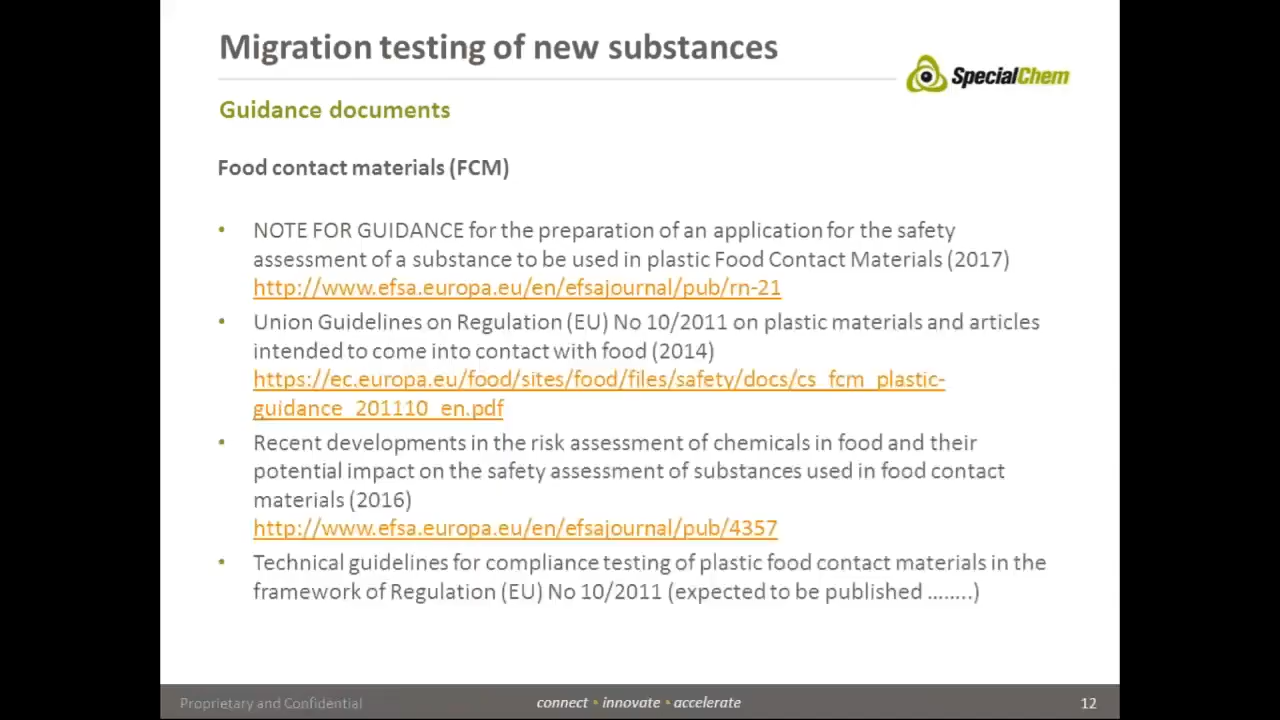 Migration testing of new substances
SpecialChem
Guidance documents
Food contact materials (FCM)
• NOTE FOR GUIDANCE for the preparation of an application for the safety
assessment of a substance to be used in plastic Food Contact Materials (2017)
http://www.efsa.europa.eu/en/efsajournal/pub/rn-21
• Union Guidelines on Regulation (EU) No 10/2011 on plastic materials and articles
intended to come into contact with food (2014)
https://ec.europa.eu/food/sites/food/files/safety/docs/cs_fcm_plastic-
guidance_201110_en.pdf
• Recent developments in the risk assessment of chemicals in food and their
potential impact on the safety assessment of substances used in food contact
materials (2016)
http://www.efsa.europa.eu/en/efsajournal/pub/4357
• Technical guidelines for compliance testing of plastic food contact materials in the
framework of Regulation (EU) No 10/2011 (expected to be published ........)
Proprietary and Confidential
connect • innovate • accelerate
12